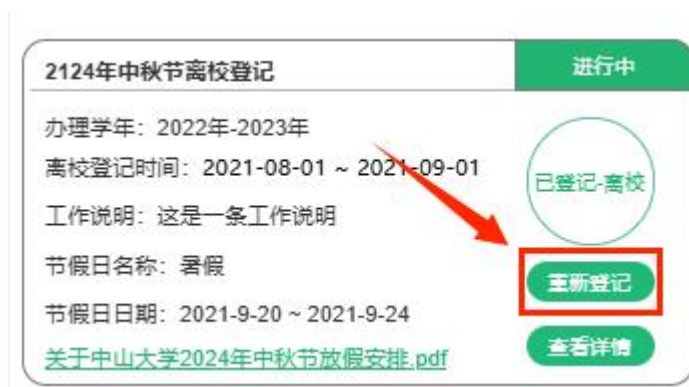 2124年中秋节离校登记
进行中
办理学年：2022年-2023年
离校登记时间：2021-08-01 ~ 2021-09-01
已登记-离校
工作说明：这是一条工作说明
节假日名称：暑假
重新登记
节假日日期：2021-9-20 ~ 2021-9-24
查看详情
关于中山大学2024年中秋节放假安排.pdf